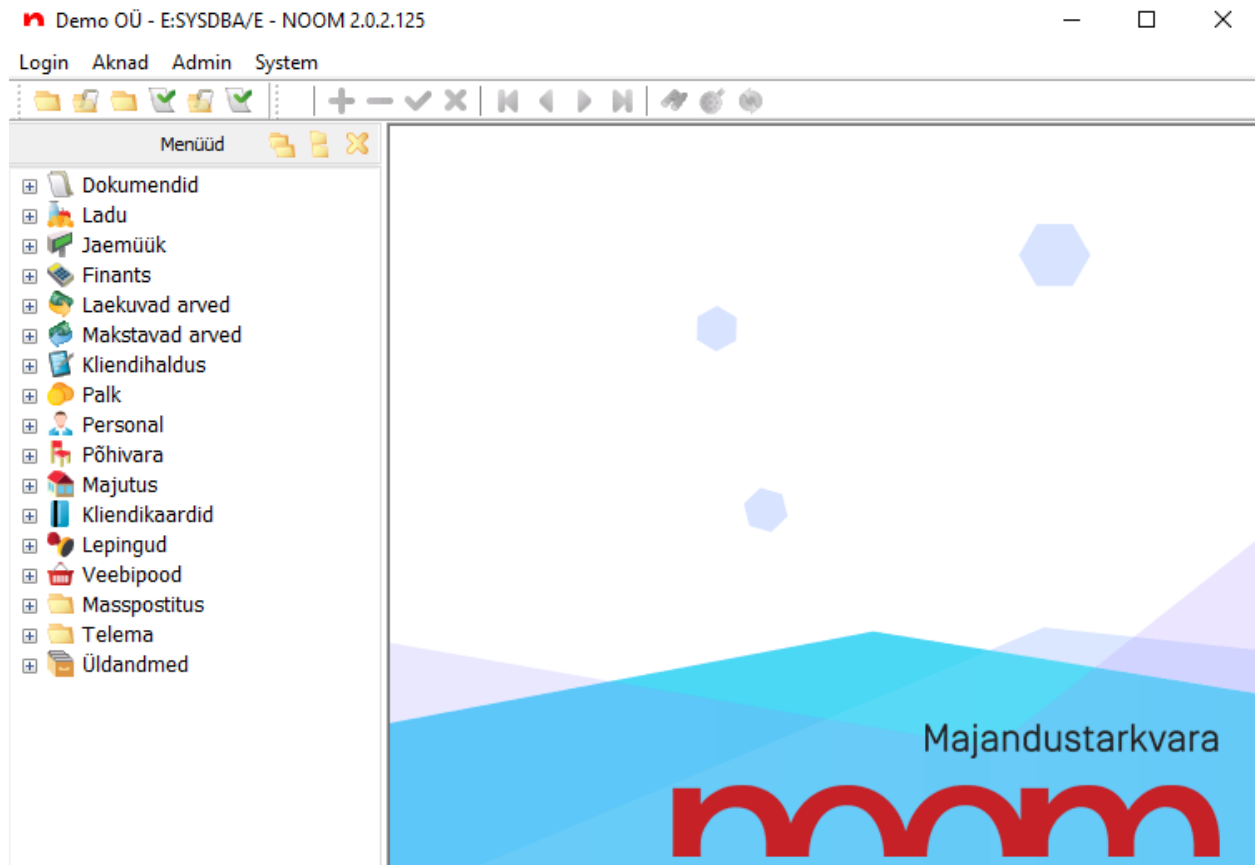 Demo OÜ - E:SYSDBA/E - NOOM 2.0.2.125
Login Aknad Admin System
Menüüd
Dokumendid
Ladu
Jaemüük
Finants
Laekuvad arved
Makstavad arved
Kliendihaldus
Palk
Personal
Põhivara
Majutus
Kliendikaardid
Lepingud
Veebipood
Masspostitus
Telema
Üldandmed
Majandustarkvara
noom